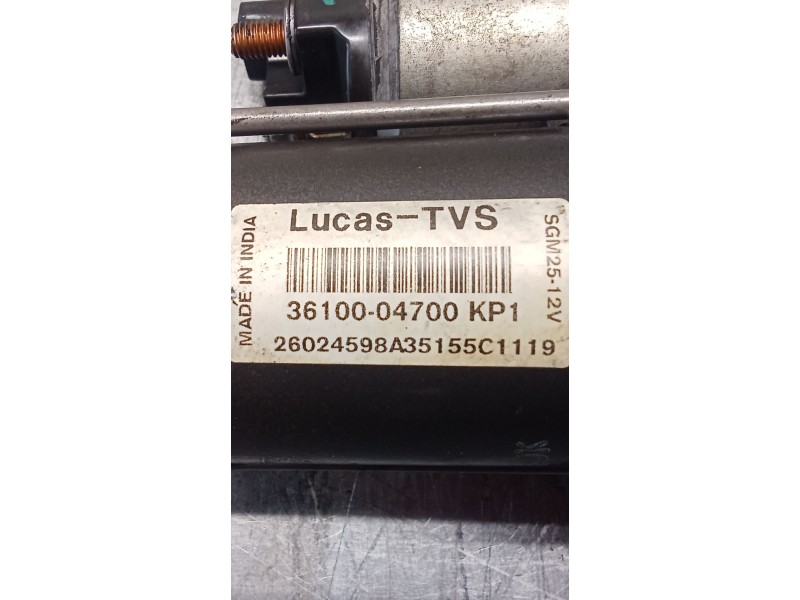 Lucas-TVS
MADE IN INDIA
SGM25-12V
36100-04700 KP1
26024598A35155C1119